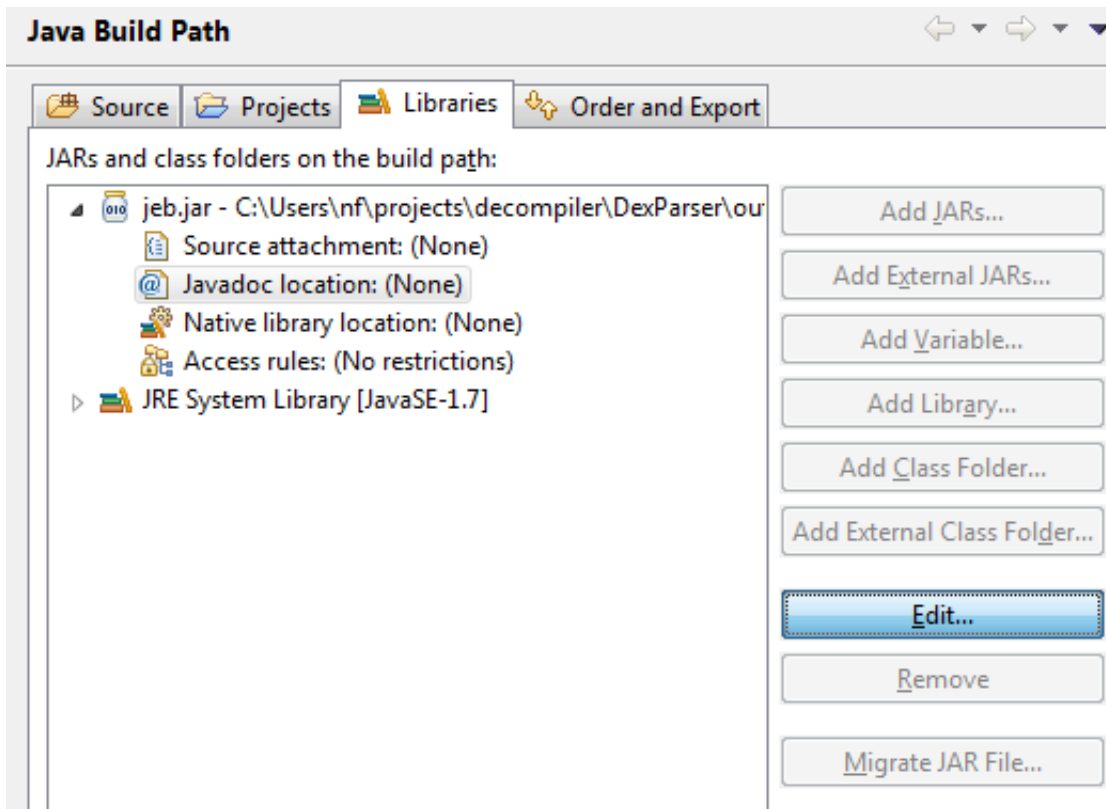 Java Build Path
Source Projects Libraries Order and Export
JARs and class folders on the build path:
jeb.jar - C:\Users\nf\projects\decompiler\DexParser\ou
Source attachment: (None)
Javadoc location: (None)
Native library location: (None)
Access rules: (No restrictions)
JRE System Library [JavaSE-1.7]
Add JARs...
Add External JARs...
Add Variable...
Add Library...
Add Class Folder...
Add External Class Folder...
Edit...
Remove
Migrate JAR File...